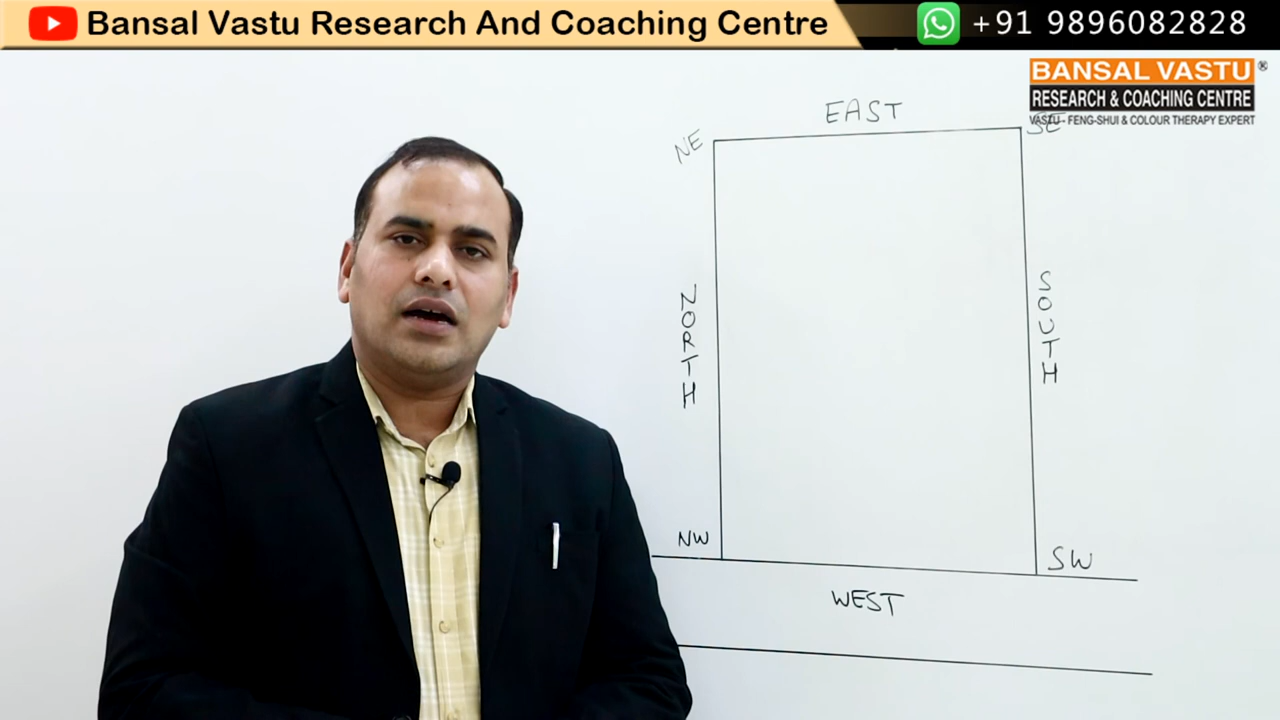 Bansal Vastu Research And Coaching Centre
+91 9896082828
BANSAL VASTU®
RESEARCH & COACHING CENTRE
VASTU - FENG-SHUI & COLOUR THERAPY EXPERT
EAST
NE
SE
NORTH
SOUTH
NW
SW
WEST